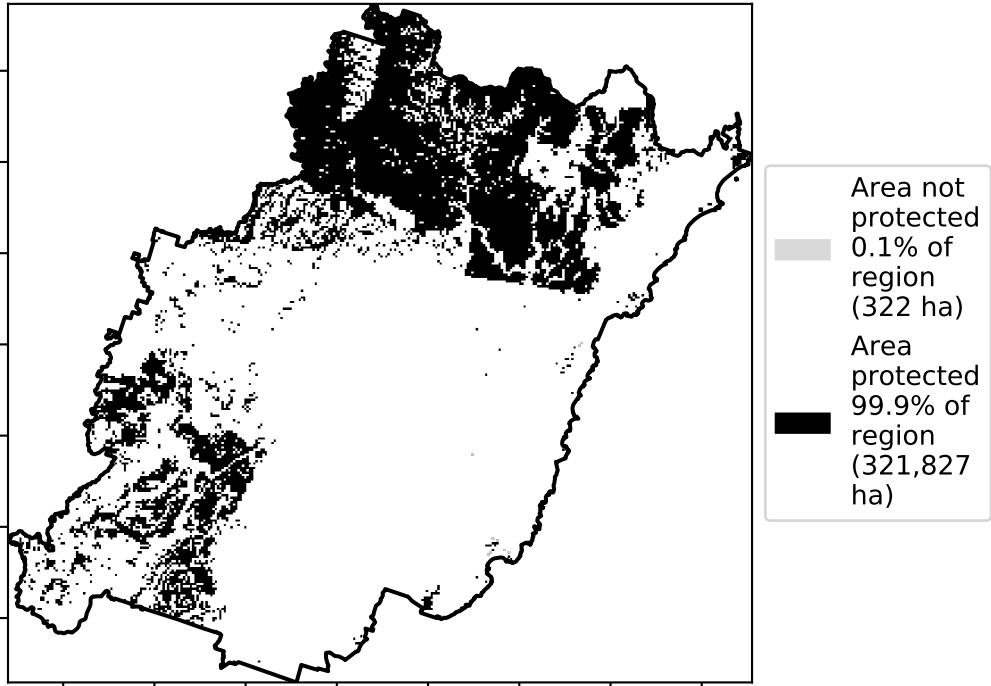 Area not
protected
0.1% of
region
(322 ha)
Area
protected
99.9% of
region
(321,827
ha)